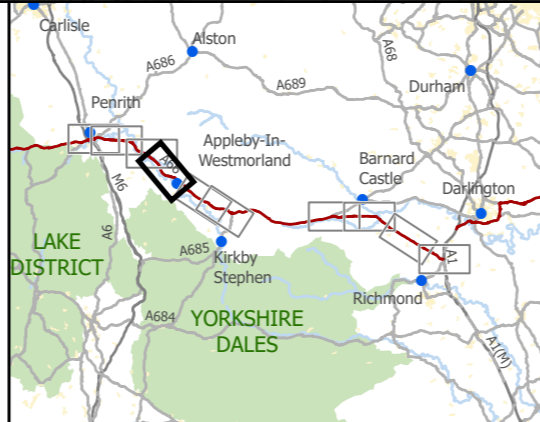 Carlisle
Alston
A686
A68
A689
Durham
Penrith
Appleby-In-
Westmorland
A66
Barnard
Castle
Darlington
M6
A6
LAKE
DISTRICT
A685
Kirkby
Stephen
A1
Richmond
A684
YORKSHIRE
DALES
A1(M)